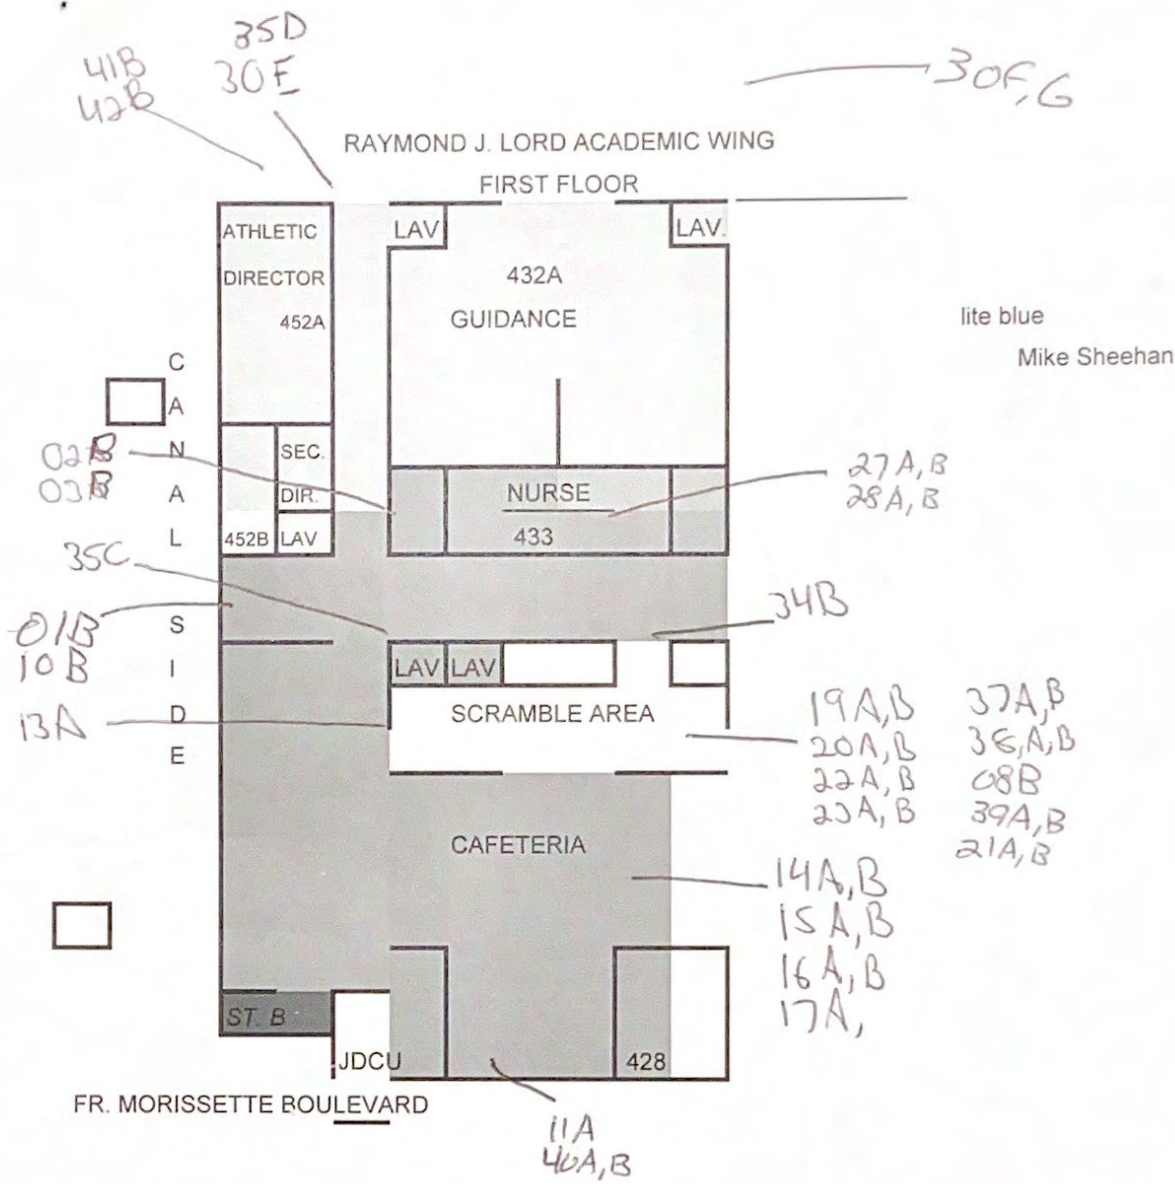 35D
41B
42B
30E
30F,G
RAYMOND J. LORD ACADEMIC WING
FIRST FLOOR
ATHLETIC
DIRECTOR
452A
LAV
LAV.
432A
GUIDANCE
lite blue
Mike Sheehan
C
A
N
A
L
S
I
D
E
02B
03B
SEC.
DIR.
452B
LAV
NURSE
433
27A,B
28A,B
35C
01B
10B
34B
LAV
LAV
13A
SCRAMBLE AREA
19A,B
20A,B
22A,B
23A,B
37A,B
08B
39A,B
21A,B
CAFETERIA
14A,B
15A,B
16A,B
17A,
ST. B
JDCU
428
FR. MORISSETTE BOULEVARD
11A
40A,B